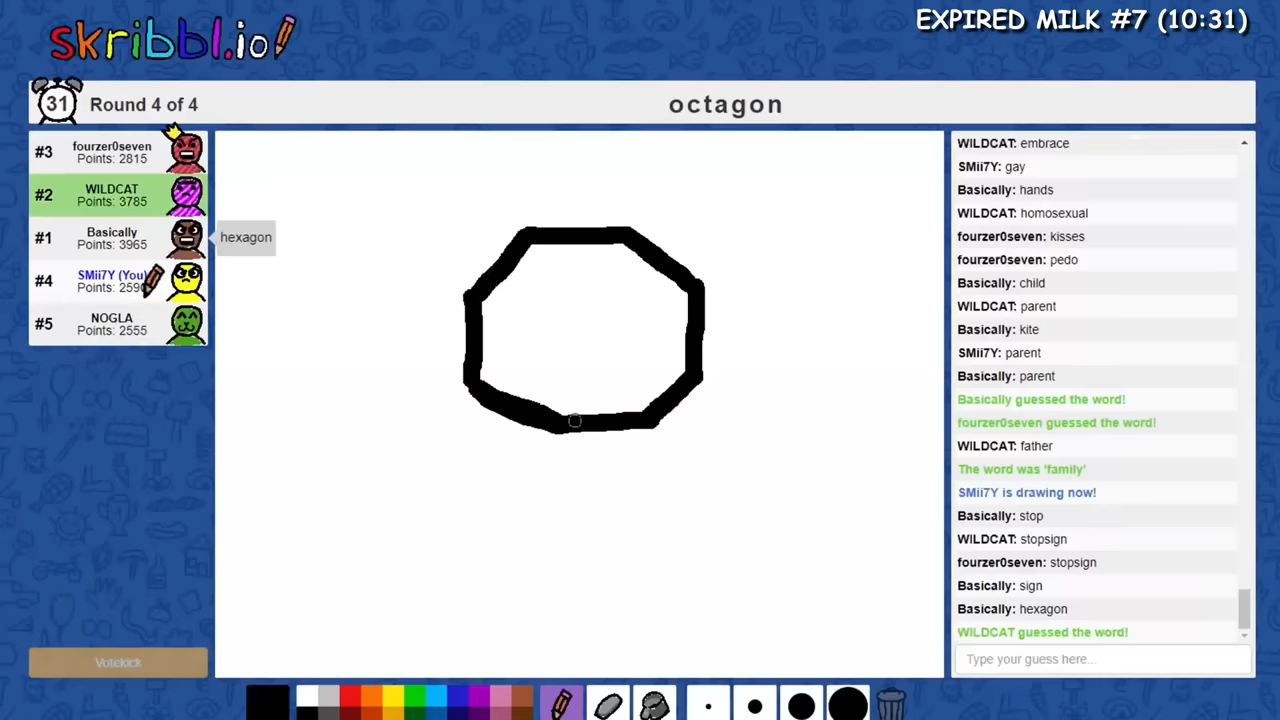 skribbl.io
EXPIRED MILK #7 (10:31)
31
Round 4 of 4
octagon
#3
fourzer0seven
Points: 2815
#2
WILDCAT
Points: 3785
#1
Basically
Points: 3965
hexagon
#4
SMii7Y (You)
Points: 2590
#5
NOGLA
Points: 2555
Votekick
WILDCAT: embrace
SMii7Y: gay
Basically: hands
WILDCAT: homosexual
fourzer0seven: kisses
fourzer0seven: pedo
Basically: child
WILDCAT: parent
Basically: kite
SMii7Y: parent
Basically: parent
Basically guessed the word!
fourzer0seven guessed the word!
WILDCAT: father
The word was 'family'
SMii7Y is drawing now!
Basically: stop
WILDCAT: stopsign
fourzer0seven: stopsign
Basically: sign
Basically: hexagon
WILDCAT guessed the word!
Type your guess here...